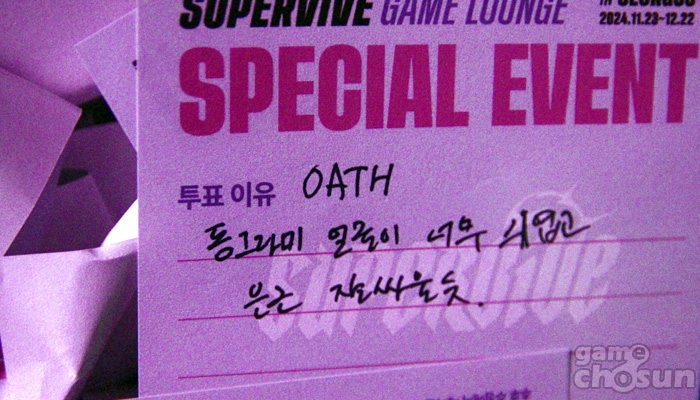 SUPERVIVE GAME LOUNGE
2024.11.23~12.22
SPECIAL EVENT
투표 이유 OATH
동그라미 얼굴이 너무 귀엽고
은근 잘싸울듯.
SUPERVIVE
game
chosun